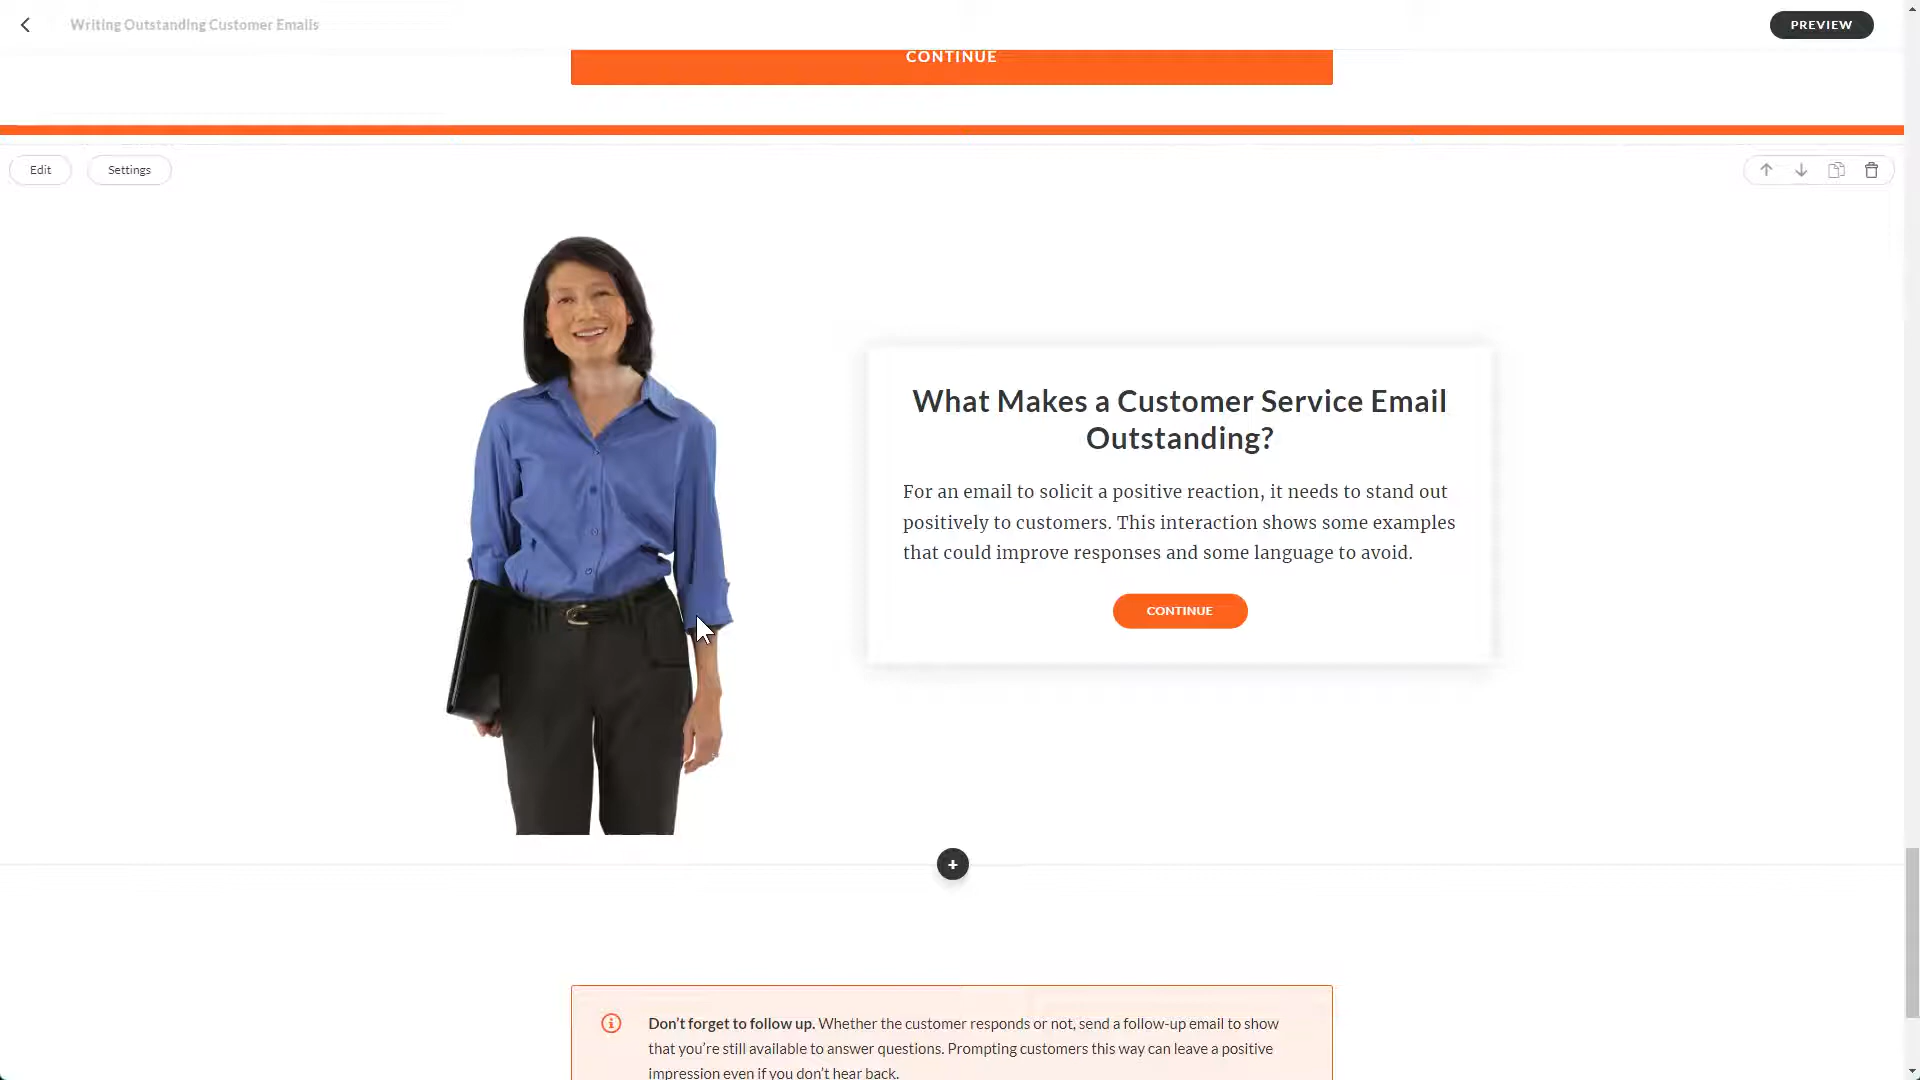 Writing Outstanding Customer Emails
PREVIEW
CONTINUE
Edit
Settings
What Makes a Customer Service Email
Outstanding?
For an email to solicit a positive reaction, it needs to stand out
positively to customers. This interaction shows some examples
that could improve responses and some language to avoid.
CONTINUE
Don't forget to follow up. Whether the customer responds or not, send a follow-up email to show
that you're still available to answer questions. Prompting customers this way can leave a positive
impression even if you don't hear back.